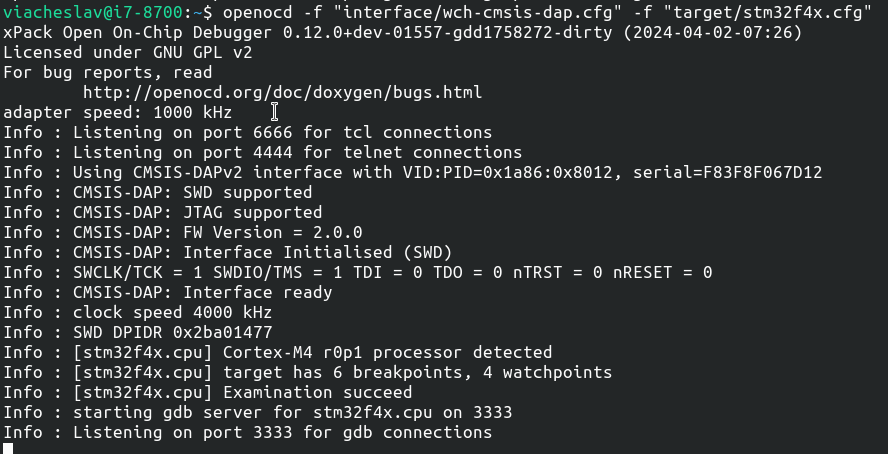 viacheslav@i7-8700:~$ openocd -f "interface/wch-cmsis-dap.cfg" -f "target/stm32f4x.cfg"
xPack Open On-Chip Debugger 0.12.0+dev-01557-gdd1758272-dirty (2024-04-02-07:26)
Licensed under GNU GPL v2
For bug reports, read
        http://openocd.org/doc/doxygen/bugs.html
adapter speed: 1000 kHz
Info : Listening on port 6666 for tcl connections
Info : Listening on port 4444 for telnet connections
Info : Using CMSIS-DAPv2 interface with VID:PID=0x1a86:0x8012, serial=F83F8F067D12
Info : CMSIS-DAP: SWD supported
Info : CMSIS-DAP: JTAG supported
Info : CMSIS-DAP: FW Version = 2.0.0
Info : CMSIS-DAP: Interface Initialised (SWD)
Info : SWCLK/TCK = 1 SWDIO/TMS = 1 TDI = 0 TDO = 0 nTRST = 0 nRESET = 0
Info : CMSIS-DAP: Interface ready
Info : clock speed 4000 kHz
Info : SWD DPIDR 0x2ba01477
Info : [stm32f4x.cpu] Cortex-M4 r0p1 processor detected
Info : [stm32f4x.cpu] target has 6 breakpoints, 4 watchpoints
Info : [stm32f4x.cpu] Examination succeed
Info : starting gdb server for stm32f4x.cpu on 3333
Info : Listening on port 3333 for gdb connections